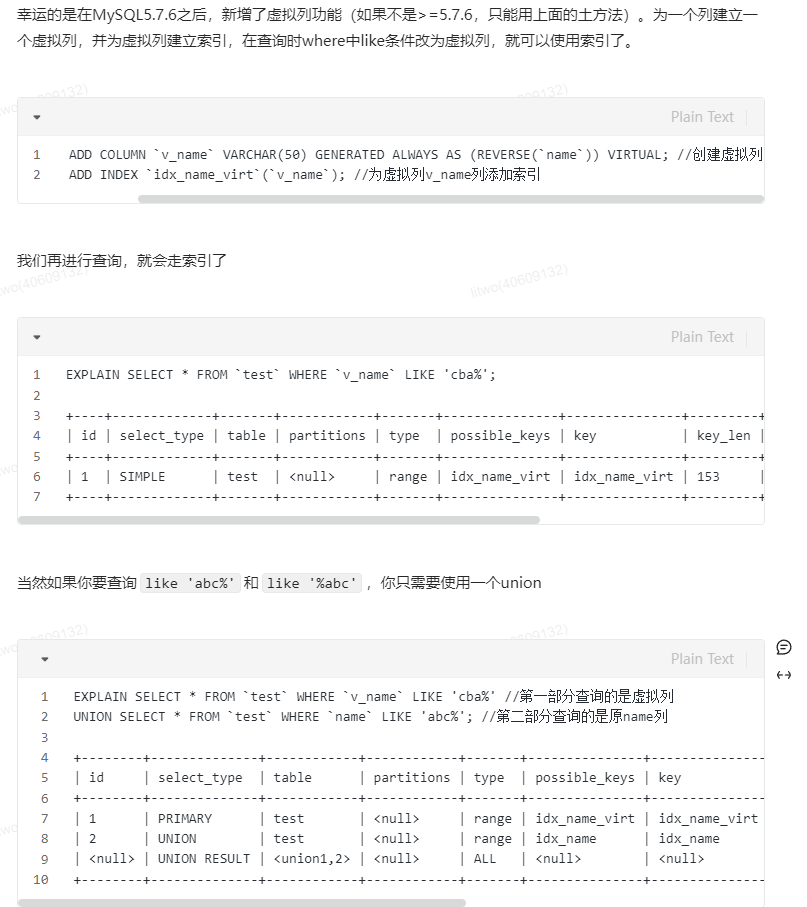 幸运的是在MySQL5.7.6之后，新增了虚拟列功能（如果不是>=5.7.6，只能用上面的土方法）。为一个列建立一
个虚拟列，并为虚拟列建立索引，在查询时where中like条件改为虚拟列，就可以使用索引了。
Plain Text
1 ADD COLUMN `v_name` VARCHAR(50) GENERATED ALWAYS AS (REVERSE(`name`)) VIRTUAL; //创建虚拟列
2 ADD INDEX `idx_name_virt`(`v_name`); //为虚拟列v_name列添加索引
我们再进行查询，就会走索引了
litwo(40609132)
Plain Text
1 EXPLAIN SELECT * FROM `test` WHERE `v_name` LIKE 'cba%';
2
3 +----+-------------+-------+------------+-------+---------------+---------------+---------+
4 | id | select_type | table | partitions | type  | possible_keys | key           | key_len |
5 +----+-------------+-------+------------+-------+---------------+---------------+---------+
6 | 1  | SIMPLE      | test  | <null>     | range | idx_name_virt | idx_name_virt | 153     |
7 +----+-------------+-------+------------+-------+---------------+---------------+---------+
当然如果你要查询 like 'abc%' 和 like '%abc' ，你只需要使用一个union
Plain Text
1 EXPLAIN SELECT * FROM `test` WHERE `v_name` LIKE 'cba%' //第一部分查询的是虚拟列
2 UNION SELECT * FROM `test` WHERE `name` LIKE 'abc%'; //第二部分查询的是原name列
3
4 +--------+--------------+------------+------------+-------+---------------+---------------
5 | id     | select_type  | table      | partitions | type  | possible_keys | key
6 +--------+--------------+------------+------------+-------+---------------+---------------
7 | 1      | PRIMARY      | test       | <null>     | range | idx_name_virt | idx_name_virt
8 | 2      | UNION        | test       | <null>     | range | idx_name      | idx_name
9 | <null> | UNION RESULT | <union1,2> | <null>     | ALL   | <null>        | <null>
10 +--------+--------------+------------+------------+-------+---------------+---------------